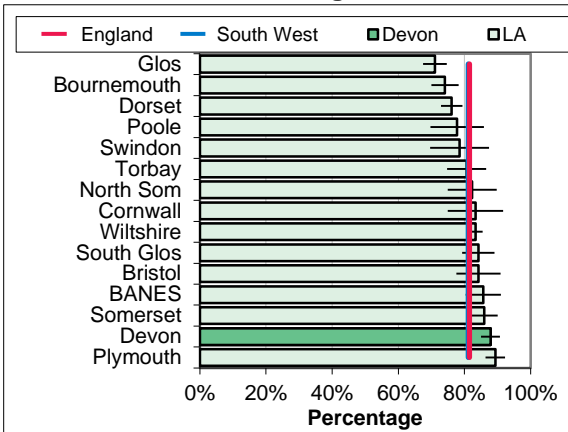 England South West Devon LA
Glos
Bournemouth
Dorset
Poole
Swindon
Torbay
North Som
Cornwall
Wiltshire
South Glos
Bristol
BANES
Somerset
Devon
Plymouth
0% 20% 40% 60% 80% 100%
Percentage